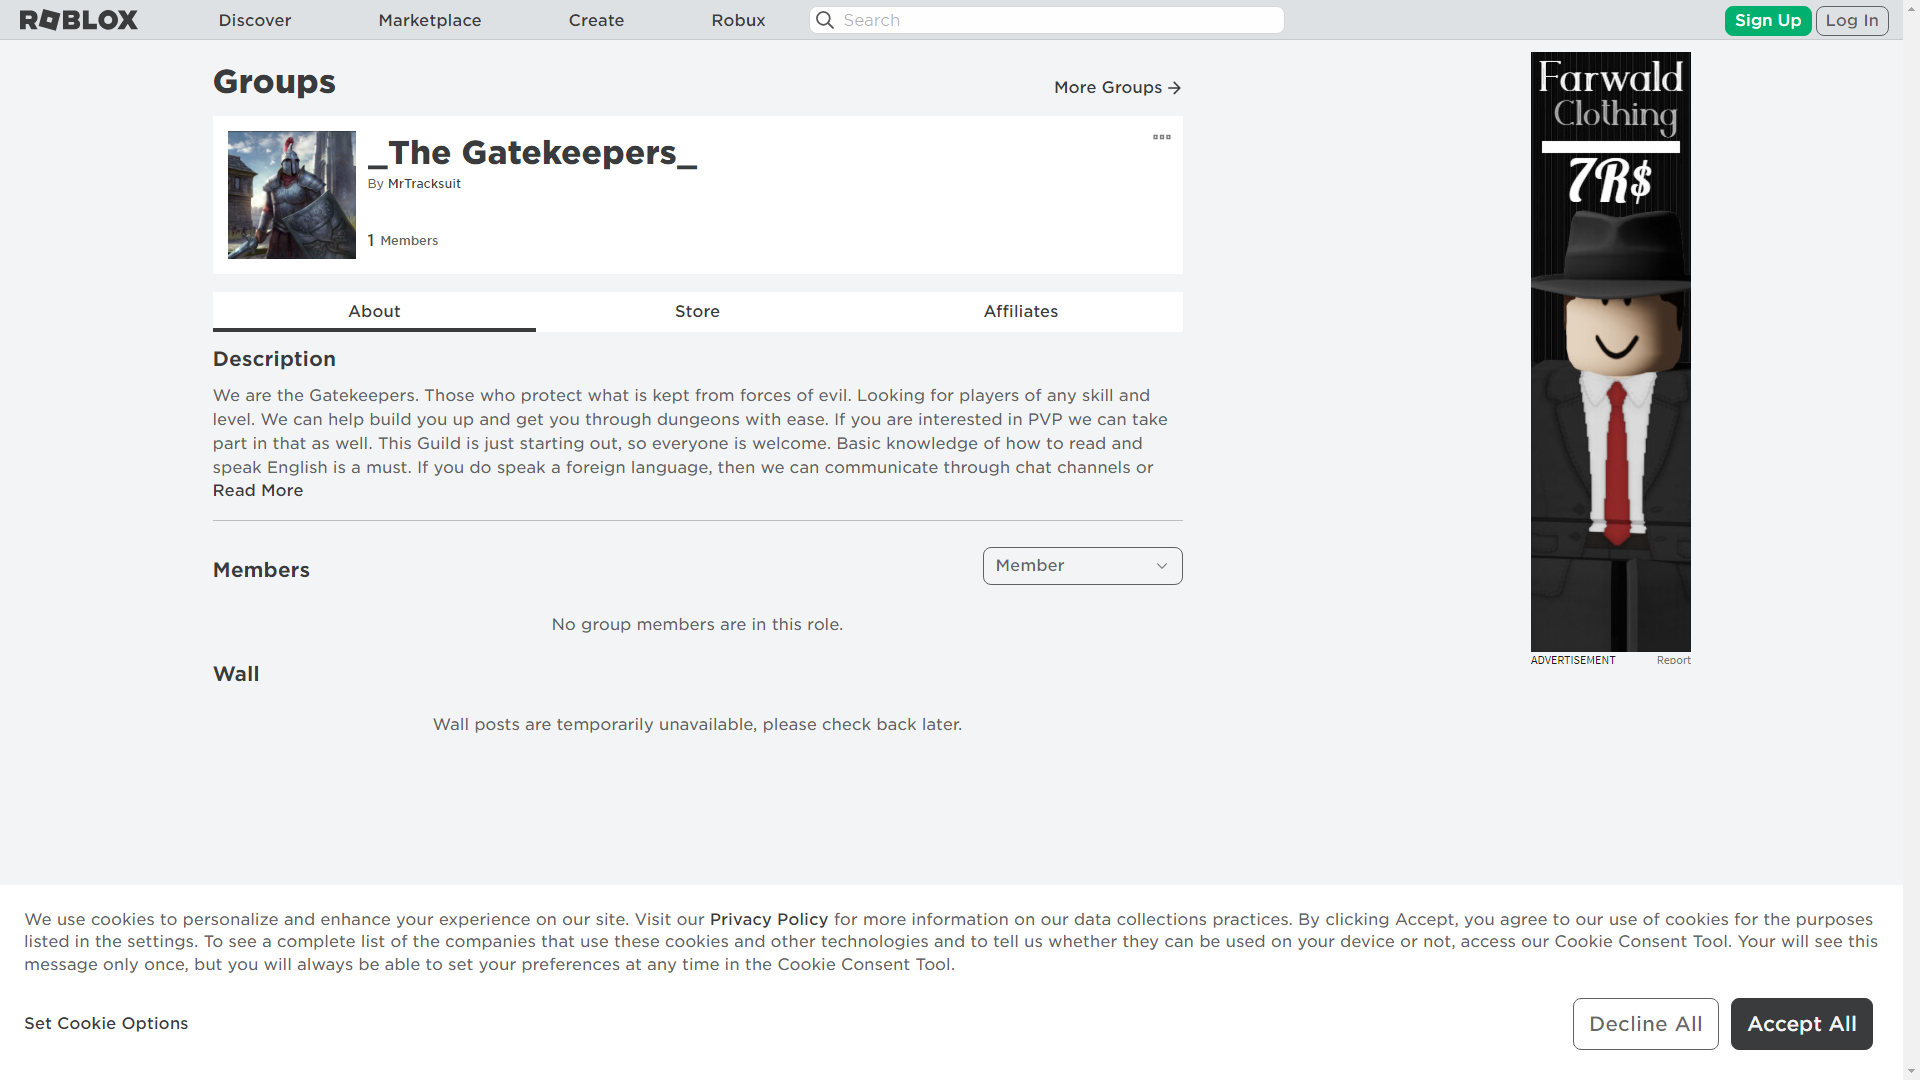 ROBLOX
Discover
Marketplace
Create
Robux
Search
Sign Up
Log In
Groups
More Groups
_The Gatekeepers_
By MrTracksuit
1 Members
About
Store
Affiliates
Description
We are the Gatekeepers. Those who protect what is kept from forces of evil. Looking for players of any skill and
level. We can help build you up and get you through dungeons with ease. If you are interested in PVP we can take
part in that as well. This Guild is just starting out, so everyone is welcome. Basic knowledge of how to read and
speak English is a must. If you do speak a foreign language, then we can communicate through chat channels or
Read More
Members
Member
No group members are in this role.
Wall
Wall posts are temporarily unavailable, please check back later.
Farwald
Clothing
7R$
ADVERTISEMENT
Report
We use cookies to personalize and enhance your experience on our site. Visit our Privacy Policy for more information on our data collections practices. By clicking Accept, you agree to our use of cookies for the purposes
listed in the settings. To see a complete list of the companies that use these cookies and other technologies and to tell us whether they can be used on your device or not, access our Cookie Consent Tool. Your will see this
message only once, but you will always be able to set your preferences at any time in the Cookie Consent Tool.
Set Cookie Options
Decline All
Accept All